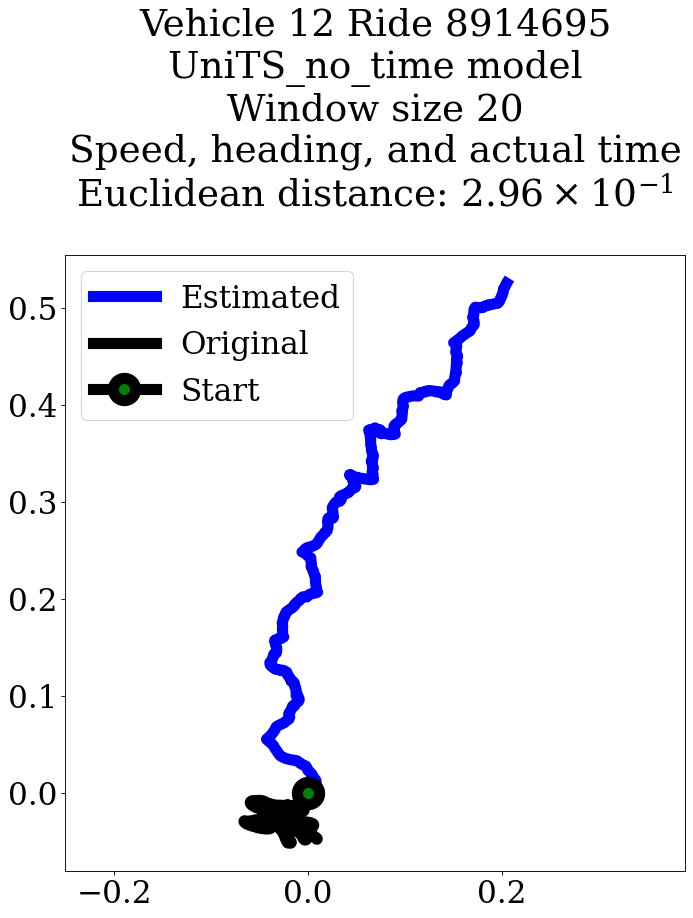 Vehicle 12 Ride 8914695
UniTS_no_time model
Window size 20
Speed, heading, and actual time
Euclidean distance: 2.96 × 10⁻¹
Estimated
Original
Start
0.5
0.4
0.3
0.2
0.1
0.0
−0.2 0.0 0.2